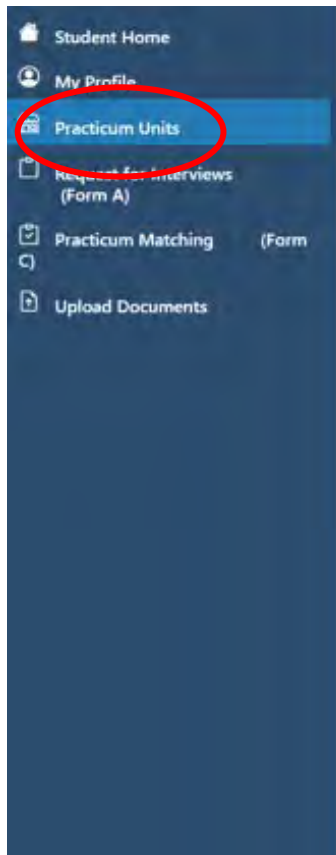 Student Home
My Profile
Practicum Units
Request for Interviews
(Form A)
Practicum Matching (Form
C)
Upload Documents